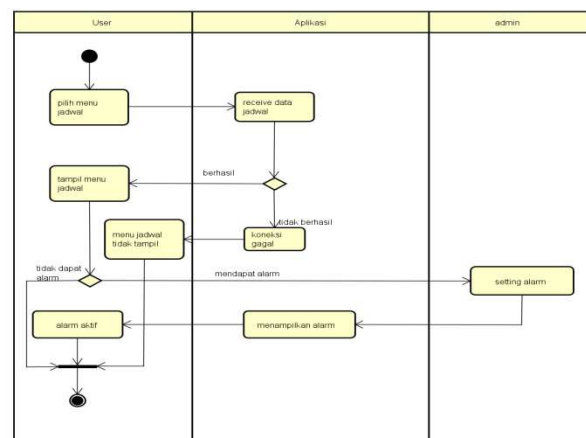 User
Aplikasi
admin
pilih menu
jadwal
receive data
jadwal
berhasil
tampil menu
jadwal
tidak berhasil
menu jadwal
tidak tampil
koneksi
gagal
tidak dapat
alarm
mendapat alarm
setting alarm
alarm aktif
menampilkan alarm